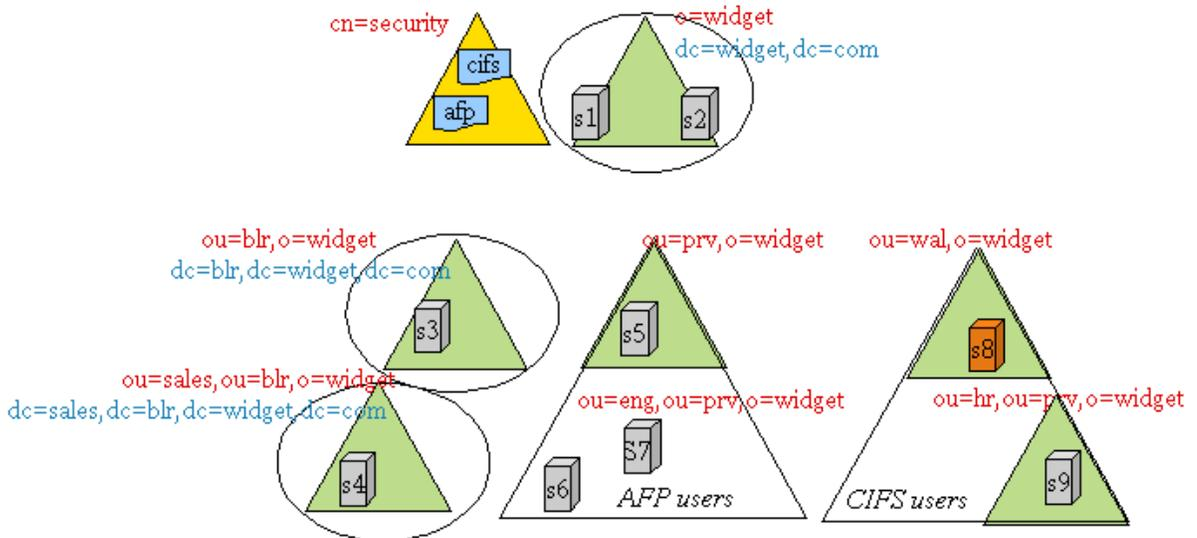 cn=security
cifs
afp
o=widget
dc=widget,dc=com
s1
s2
ou=blr,o=widget
dc=blr,dc=widget,dc=com
s3
ou=prv,o=widget
s5
ou=wal,o=widget
s8
ou=sales,ou=blr,o=widget
dc=sales,dc=blr,dc=widget,dc=com
s4
ou=eng,ou=prv,o=widget
S7
s6
AFP users
ou=hr,ou=prv,o=widget
s9
CIFS users